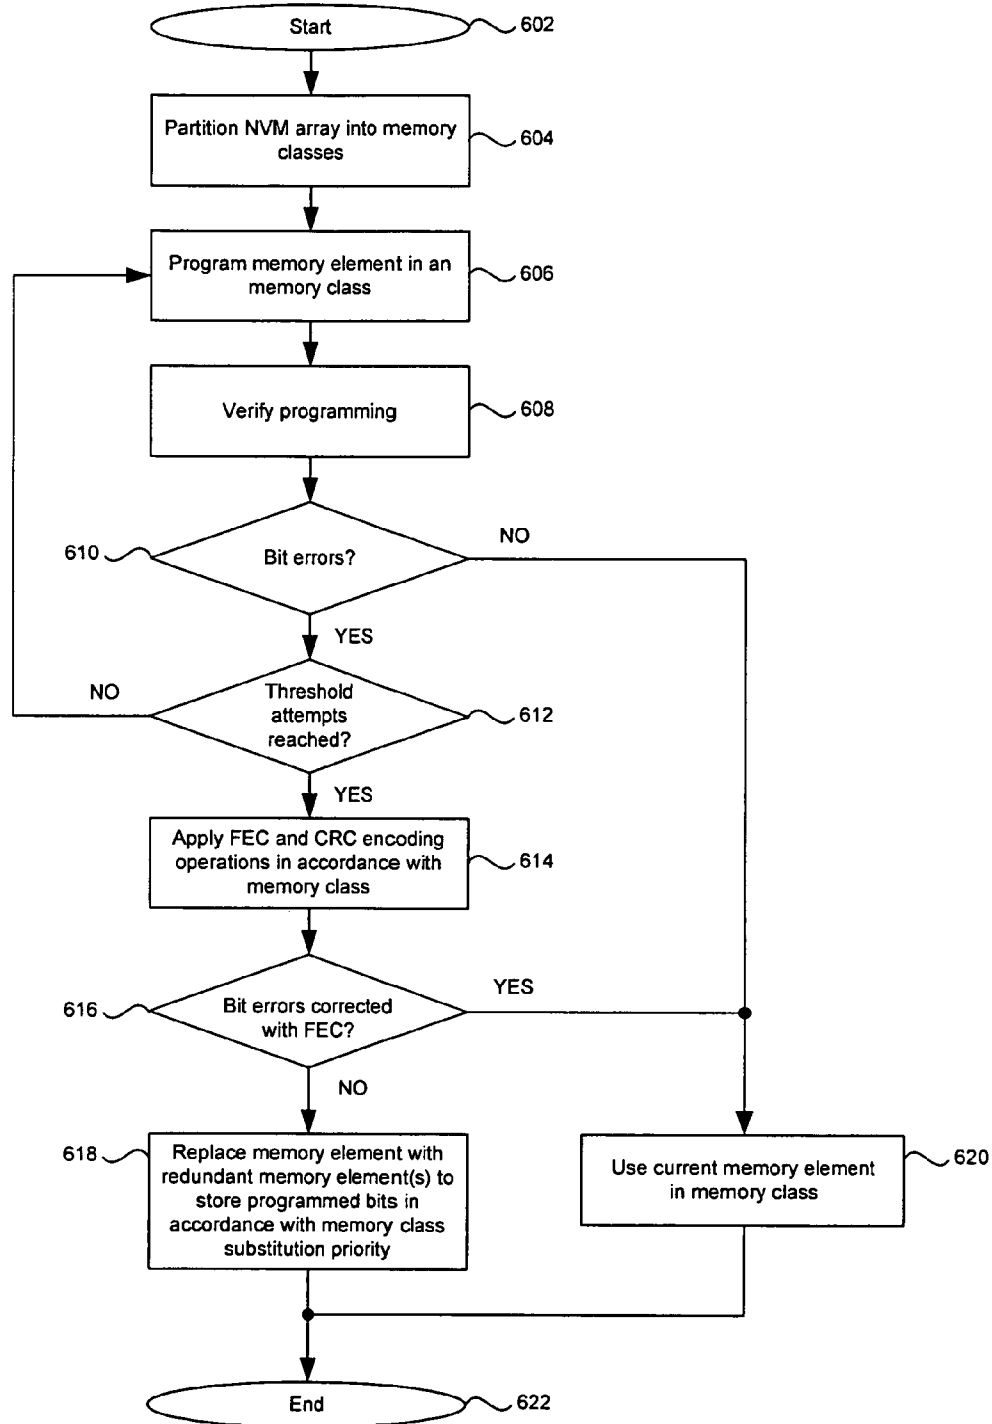 Start
602
Partition NVM array into memory
classes
604
Program memory element in an
memory class
606
Verify programming
608
610
Bit errors?
NO
YES
NO
Threshold
attempts
reached?
612
YES
Apply FEC and CRC encoding
operations in accordance with
memory class
614
616
Bit errors corrected
with FEC?
YES
NO
618
Replace memory element with
redundant memory element(s) to
store programmed bits in
accordance with memory class
substitution priority
Use current memory element
in memory class
620
End
622